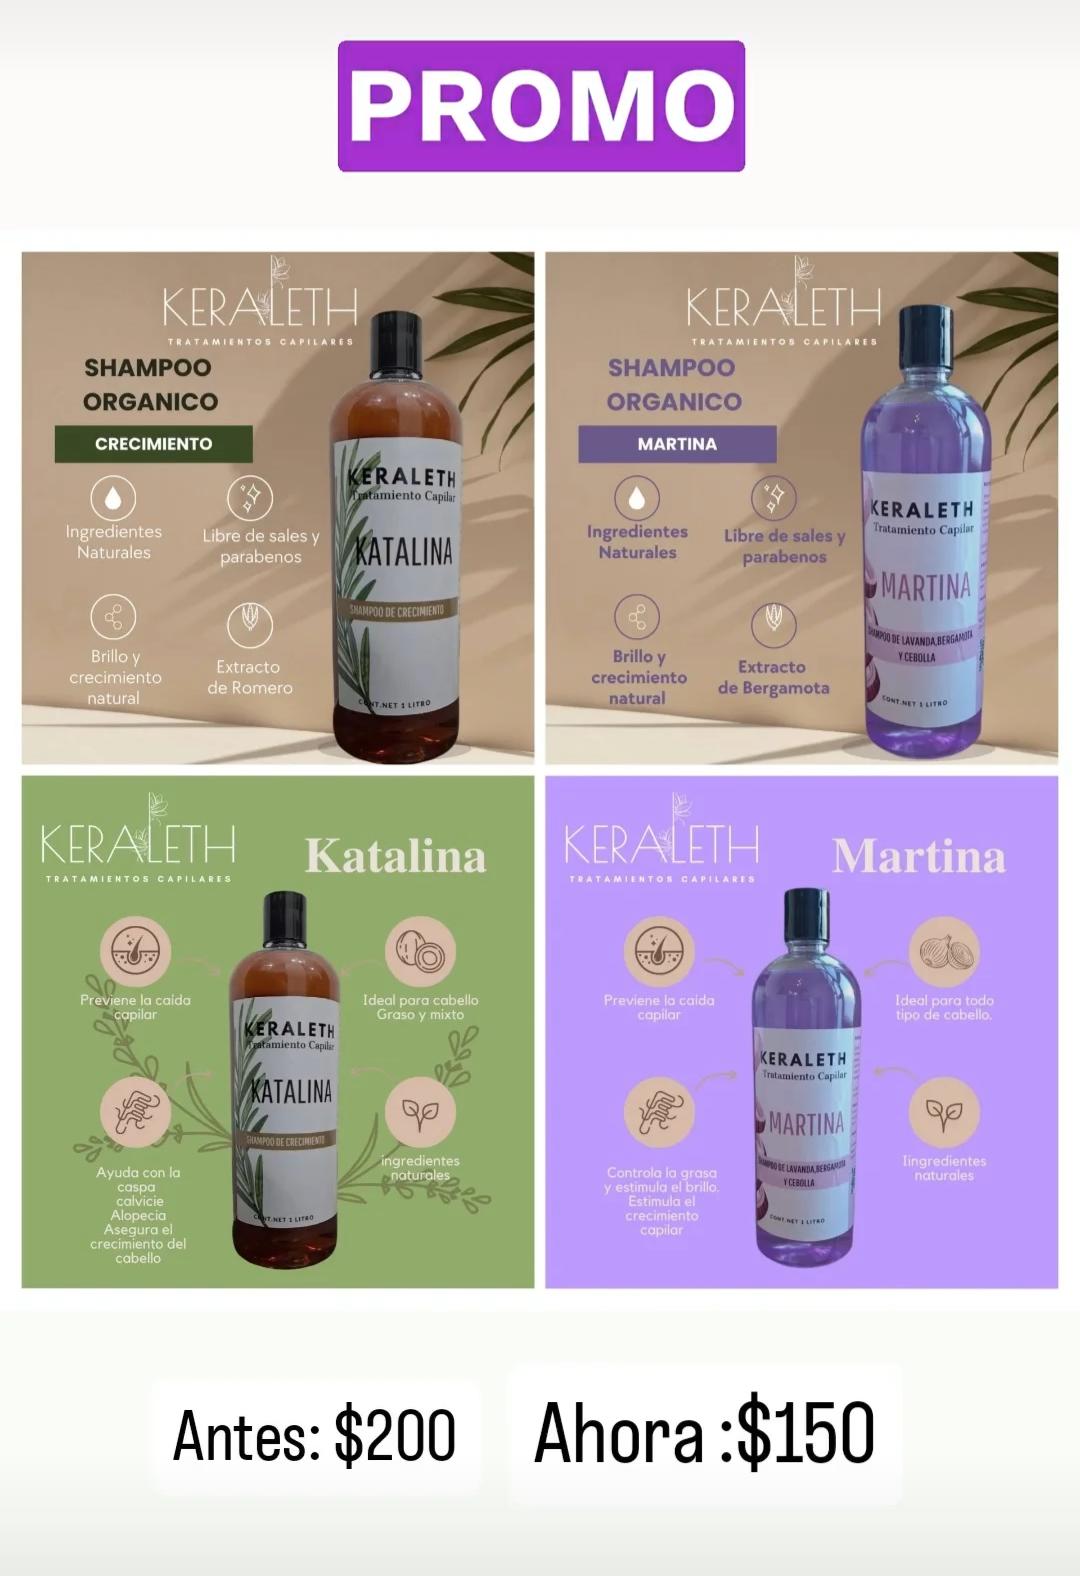 PROMO
KERALETH
TRATAMIENTOS CAPILARES
SHAMPOO
ORGANICO
CRECIMIENTO
Ingredientes
Naturales
Libre de sales y
parabenos
Brillo y
crecimiento
natural
Extracto
de Romero
KERALETH
Tratamiento Capilar
KATALINA
SHAMPOO DE CRECIMIENTO
CONT.NET 1 LITRO
KERALETH
TRATAMIENTOS CAPILARES
SHAMPOO
ORGANICO
MARTINA
Ingredientes
Naturales
Libre de sales y
parabenos
Brillo y
crecimiento
natural
Extracto
de Bergamota
KERALETH
Tratamiento Capilar
MARTINA
SHAMPOO DE LAVANDA,BERGAMOTA
Y CEBOLLA
CONT.NET 1 LITRO
KERALETH
TRATAMIENTOS CAPILARES
Katalina
Previene la caída
capilar
Ideal para cabello
Graso y mixto
Ayuda con la
caspa
calvicie
Alopecia
Asegura el
crecimiento del
cabello
ingredientes
naturales
KERALETH
Tratamiento Capilar
KATALINA
SHAMPOO DE CRECIMIENTO
CONT.NET 1 LITRO
KERALETH
TRATAMIENTOS CAPILARES
Martina
Previene la caída
capilar
Ideal para todo
tipo de cabello.
Controla la grasa
y estimula el brillo.
Estimula el
crecimiento
capilar
Iingredientes
naturales
KERALETH
Tratamiento Capilar
MARTINA
SHAMPOO DE LAVANDA,BERGAMOTA
Y CEBOLLA
CONT.NET 1 LITRO
Antes: $200
Ahora :$150